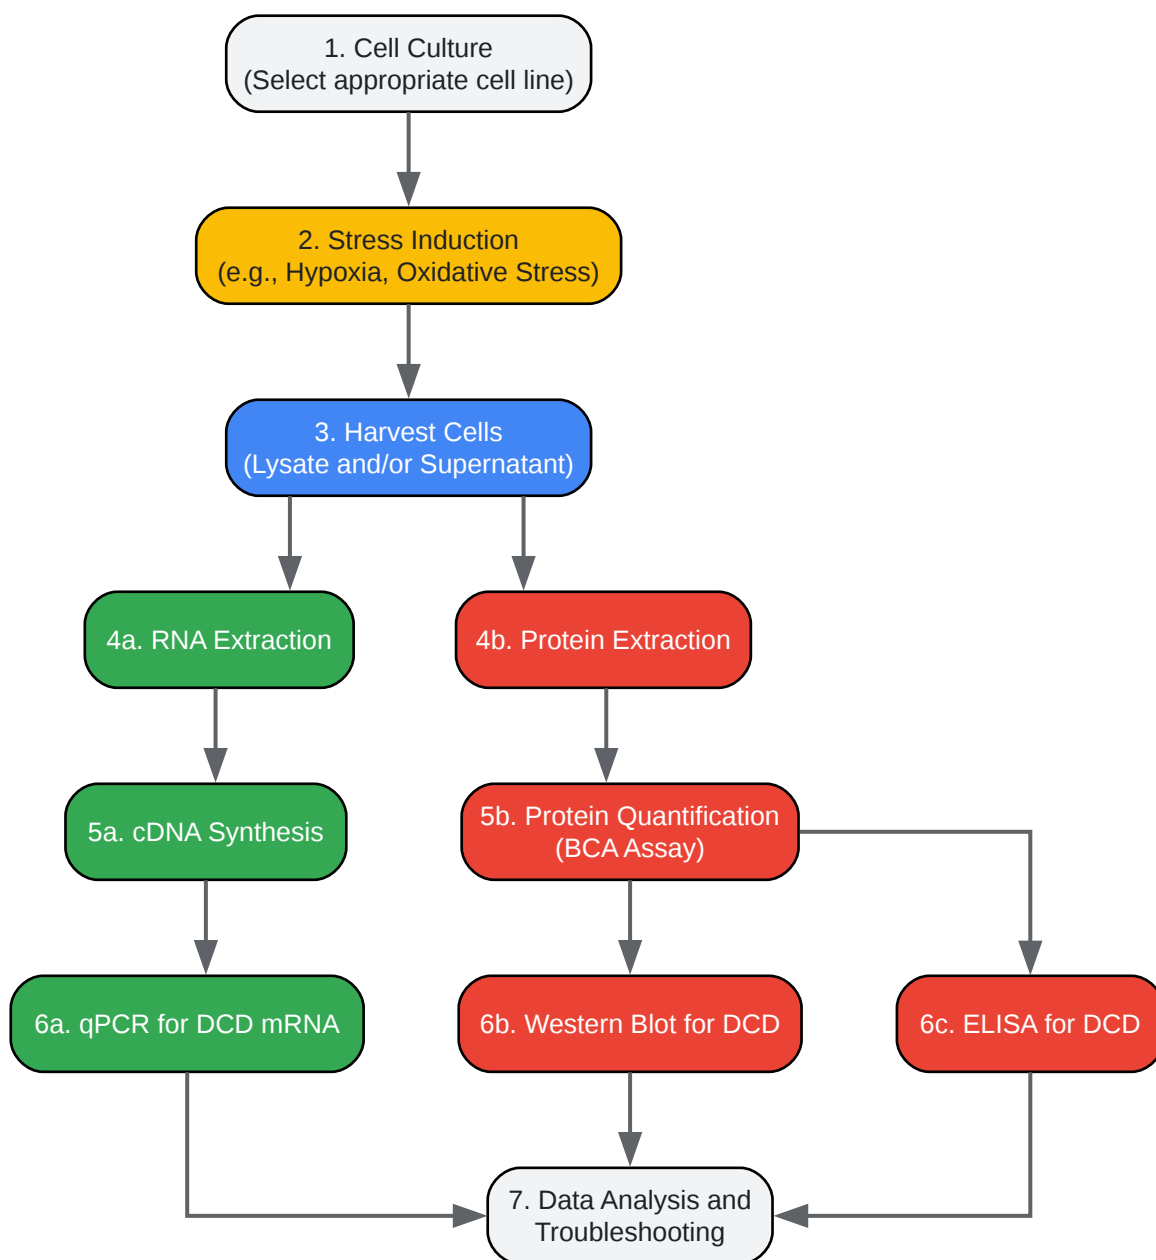 1. Cell Culture
(Select appropriate cell line)
2. Stress Induction
(e.g., Hypoxia, Oxidative Stress)
3. Harvest Cells
(Lysate and/or Supernatant)
4a. RNA Extraction
4b. Protein Extraction
5a. cDNA Synthesis
5b. Protein Quantification
(BCA Assay)
6a. qPCR for DCD mRNA
6b. Western Blot for DCD
6c. ELISA for DCD
7. Data Analysis and
Troubleshooting